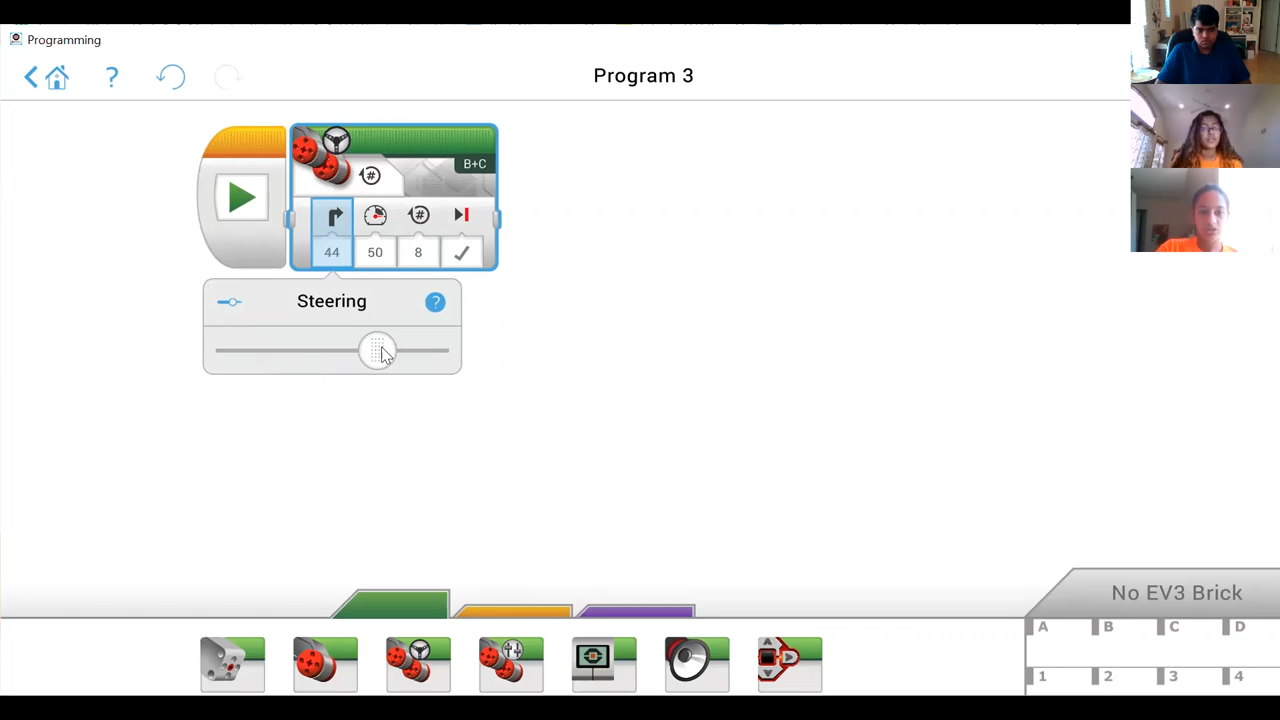 Programming
?
Program 3
#
B+C
#
44 50 8
Steering ?
No EV3 Brick
A B C D
1 2 3 4